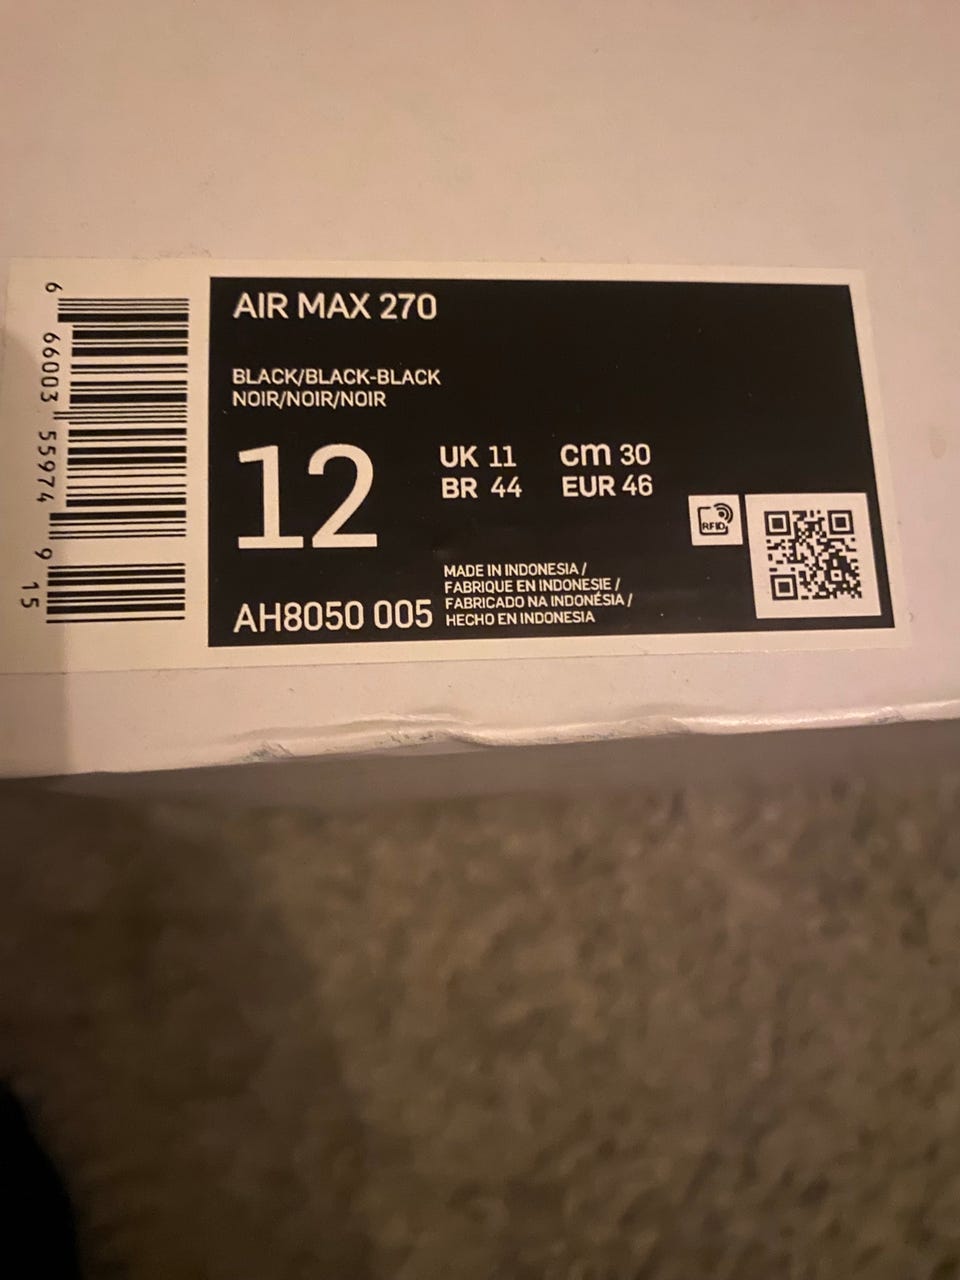 AIR MAX 270
BLACK/BLACK-BLACK
NOIR/NOIR/NOIR
12
UK 11 cm 30
BR 44 EUR 46
RFID
MADE IN INDONESIA /
FABRIQUE EN INDONESIE /
FABRICADO NA INDONÉSIA /
HECHO EN INDONESIA
AH8050 005
6 66003 55974 9 15